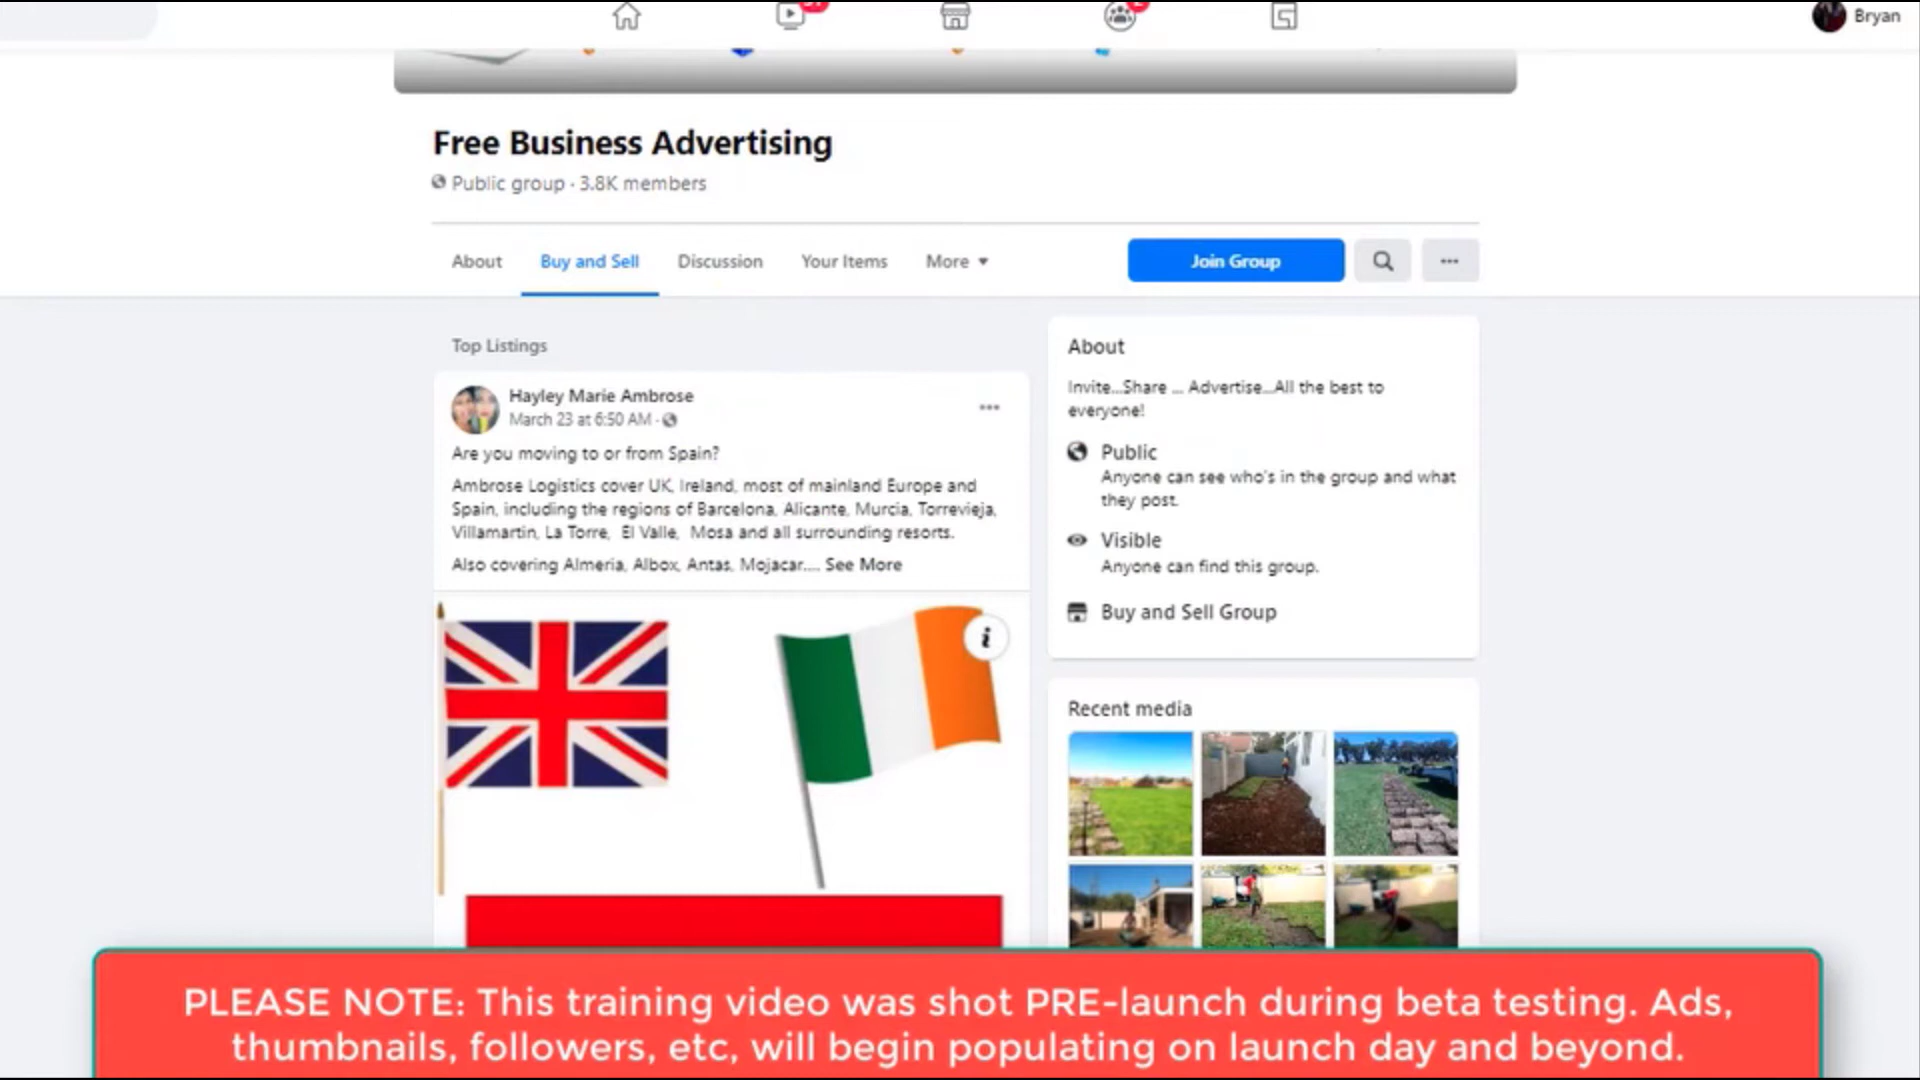 Bryan
Free Business Advertising
Public group · 3.8K members
About
Buy and Sell
Discussion
Your Items
More
Join Group
Top Listings
Hayley Marie Ambrose
March 23 at 6:50 AM ·
Are you moving to or from Spain?
Ambrose Logistics cover UK, Ireland, most of mainland Europe and
Spain, including the regions of Barcelona, Alicante, Murcia, Torrevieja,
Villamartin, La Torre, El Valle, Mosa and all surrounding resorts.
Also covering Almeria, Albox, Antas, Mojacar.... See More
i
About
Invite...Share ... Advertise...All the best to
everyone!
Public
Anyone can see who's in the group and what
they post.
Visible
Anyone can find this group.
Buy and Sell Group
Recent media
PLEASE NOTE: This training video was shot PRE-launch during beta testing. Ads,
thumbnails, followers, etc, will begin populating on launch day and beyond.